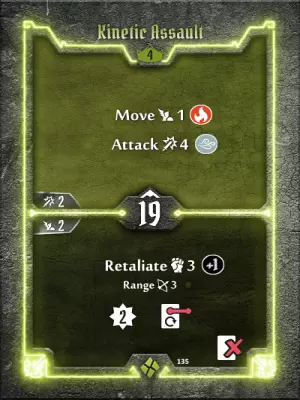 Kinetic Assault
4
Move 1
Attack 4
2
19
2
Retaliate 3 +1
Range 3
2
135